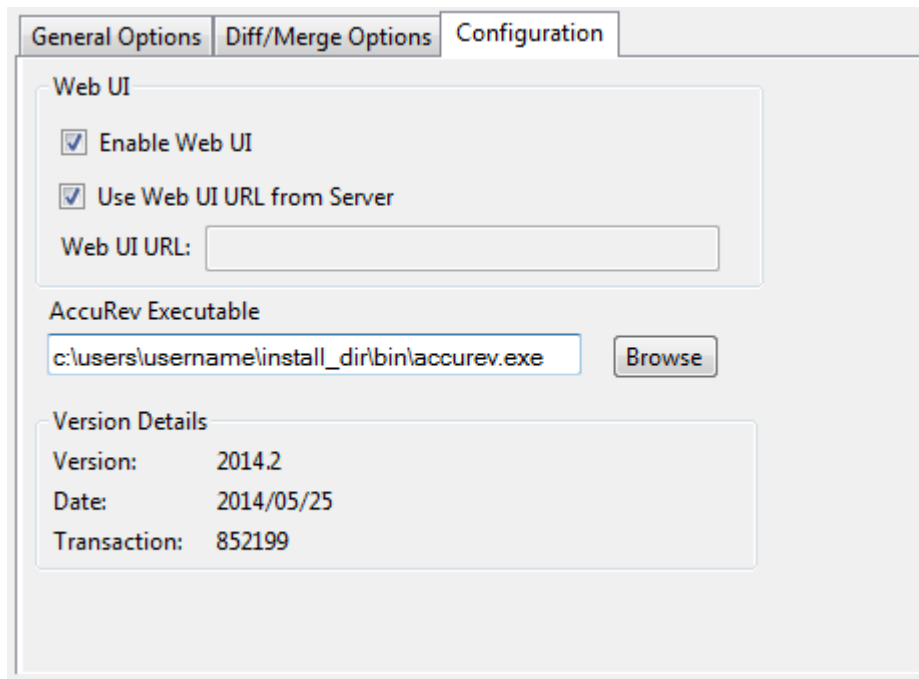 General Options Diff/Merge Options Configuration
Web UI
Enable Web UI
Use Web UI URL from Server
Web UI URL:
AccuRev Executable
c:\users\username\install_dir\bin\accurev.exe Browse
Version Details
Version: 2014.2
Date: 2014/05/25
Transaction: 852199